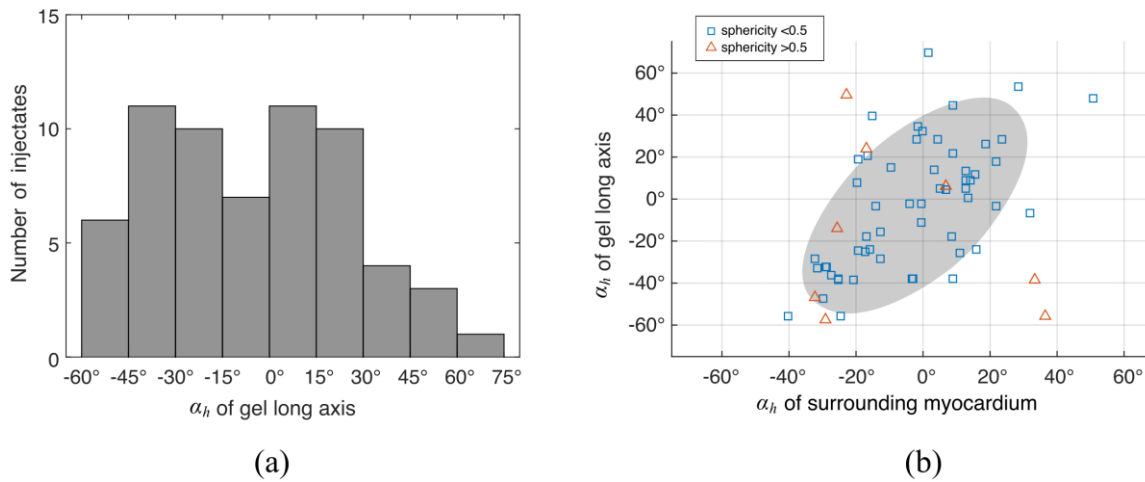 15
10
5
0
Number of injectates
-60° -45° -30° -15° 0° 15° 30° 45° 60° 75°
αₕ of gel long axis
(a)
sphericity <0.5
sphericity >0.5
60°
40°
20°
0°
-20°
-40°
-60°
αₕ of gel long axis
-60° -40° -20° 0° 20° 40° 60°
αₕ of surrounding myocardium
(b)